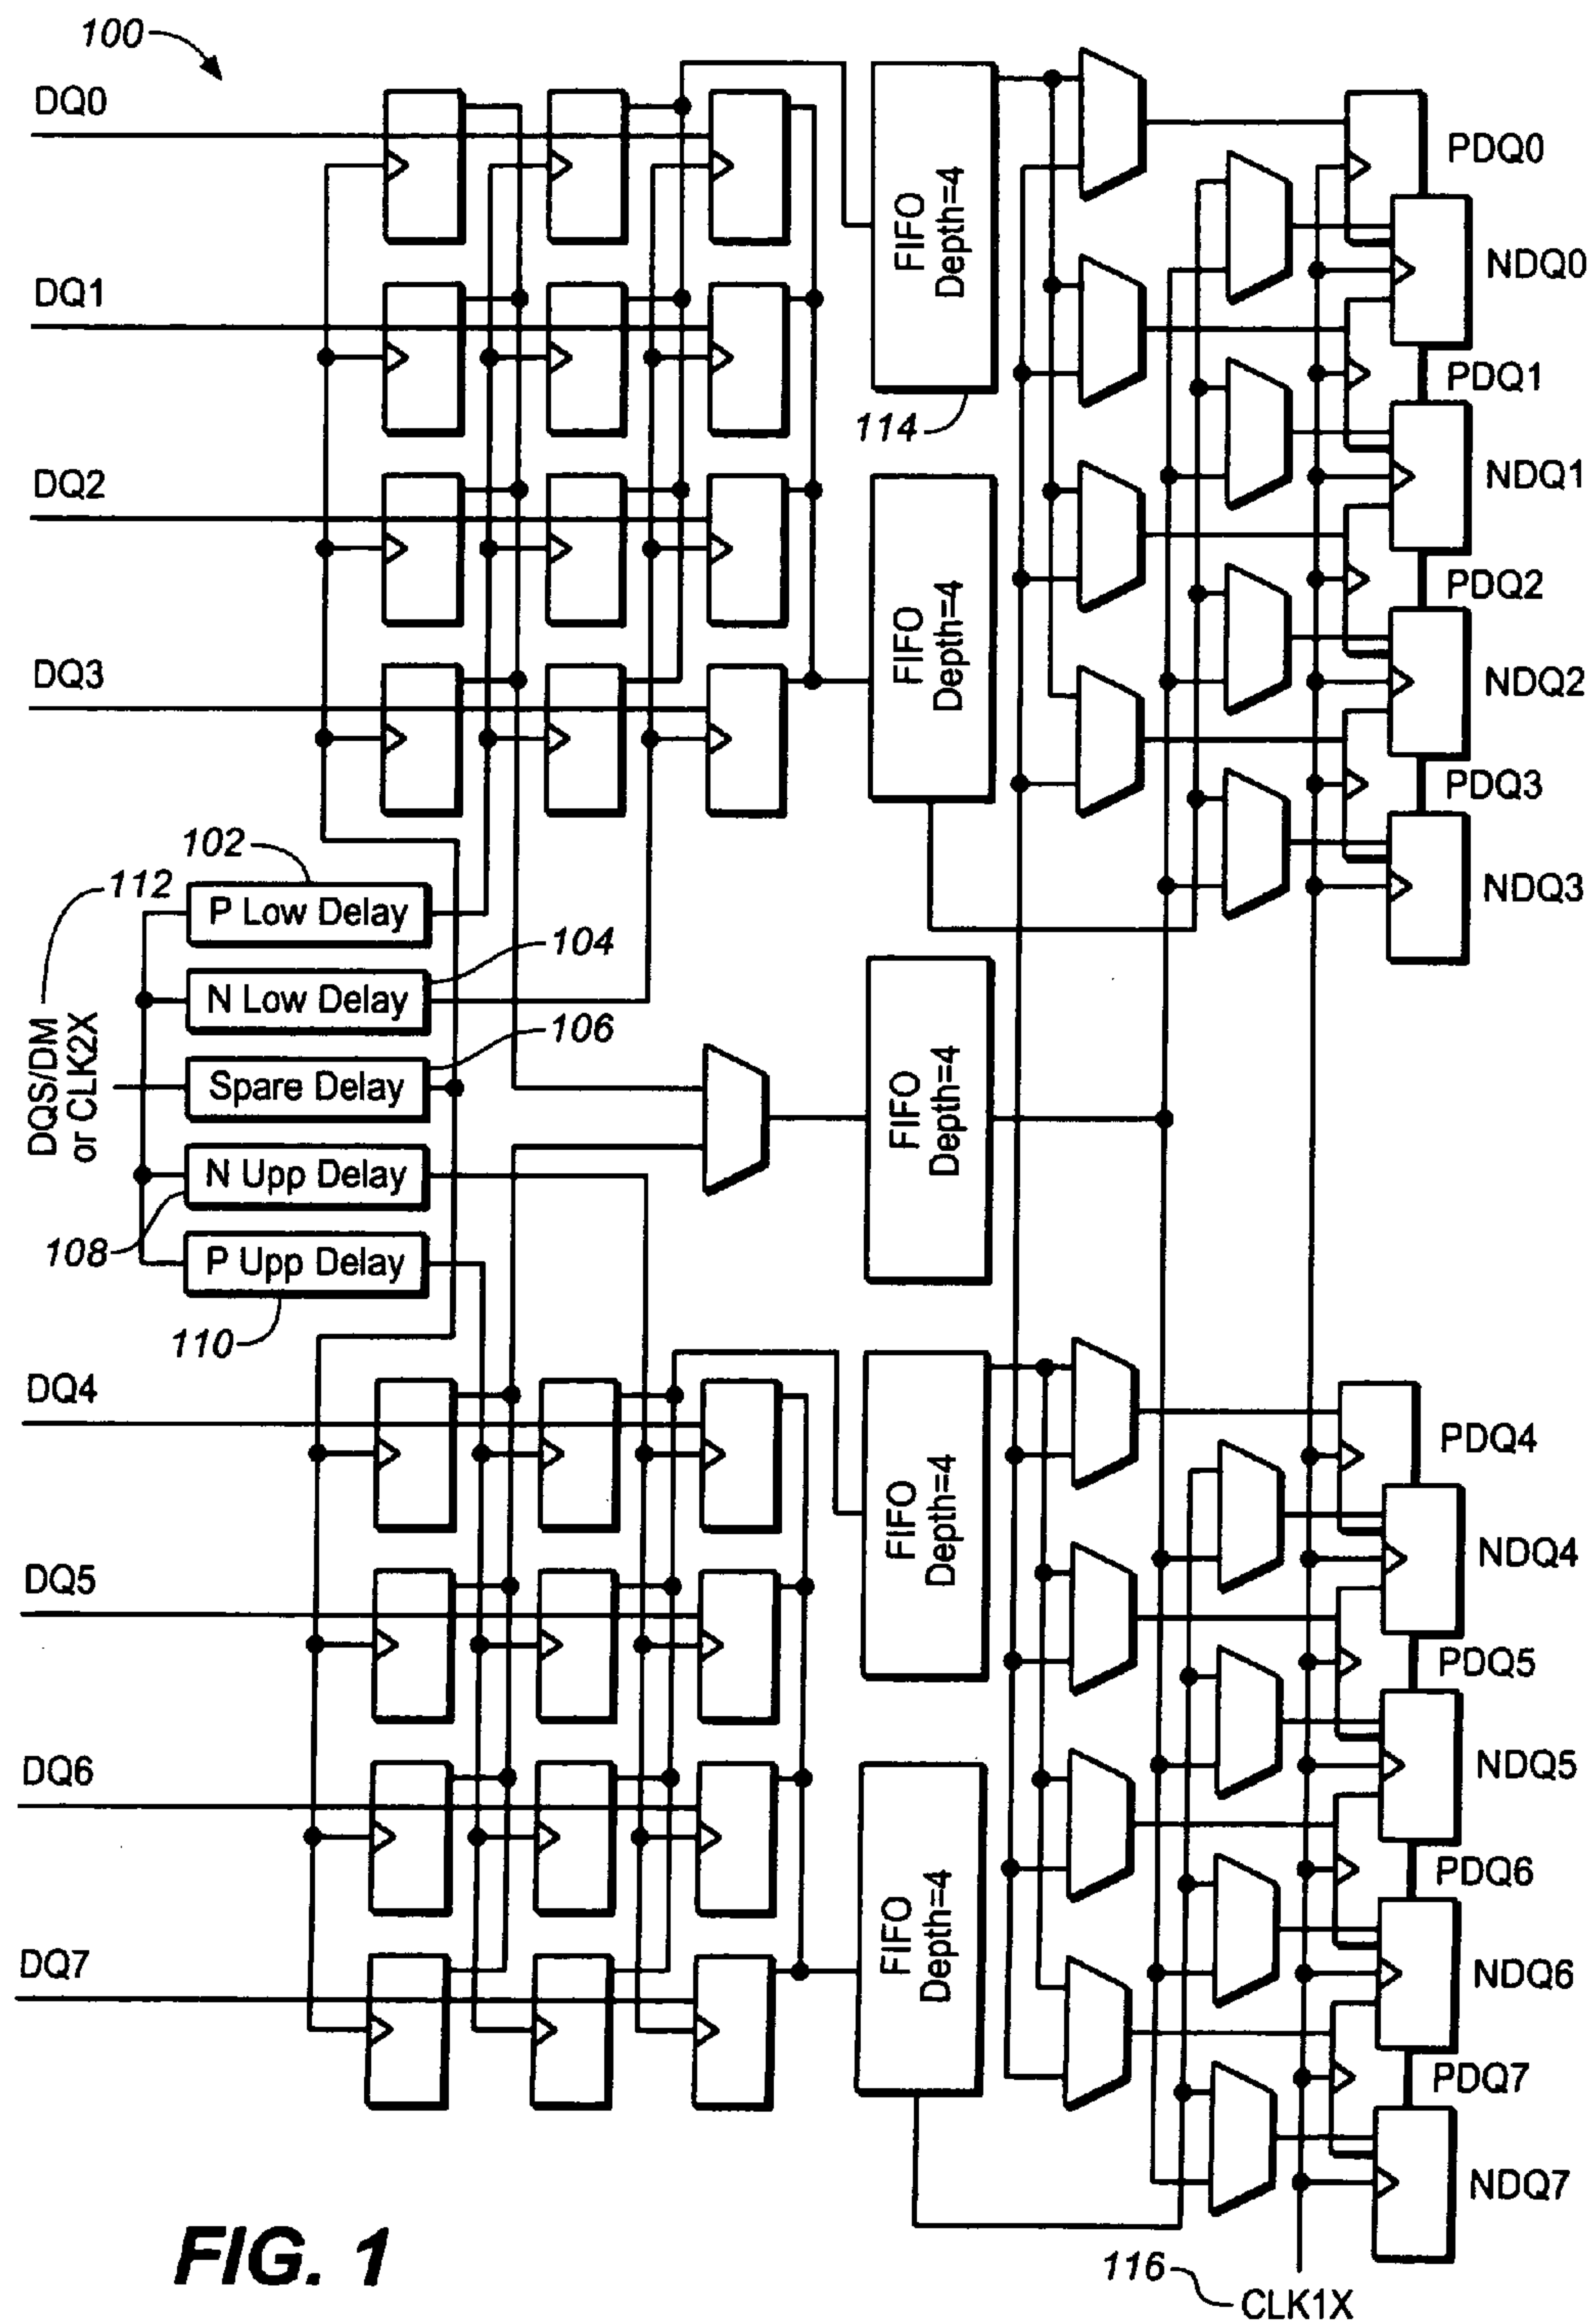 100
DQ0
FIFO
Depth=4
PDQ0
NDQ0
DQ1
PDQ1
114
DQ2
FIFO
Depth=4
NDQ1
PDQ2
DQ3
NDQ2
PDQ3
102
112
P Low Delay
NDQ3
104
N Low Delay
DQS/DM
or CLK2X
106
Spare Delay
FIFO
Depth=4
N Upp Delay
108
P Upp Delay
110
DQ4
FIFO
Depth=4
PDQ4
NDQ4
DQ5
PDQ5
DQ6
NDQ5
FIFO
Depth=4
PDQ6
DQ7
NDQ6
PDQ7
NDQ7
FIG. 1
116
CLK1X